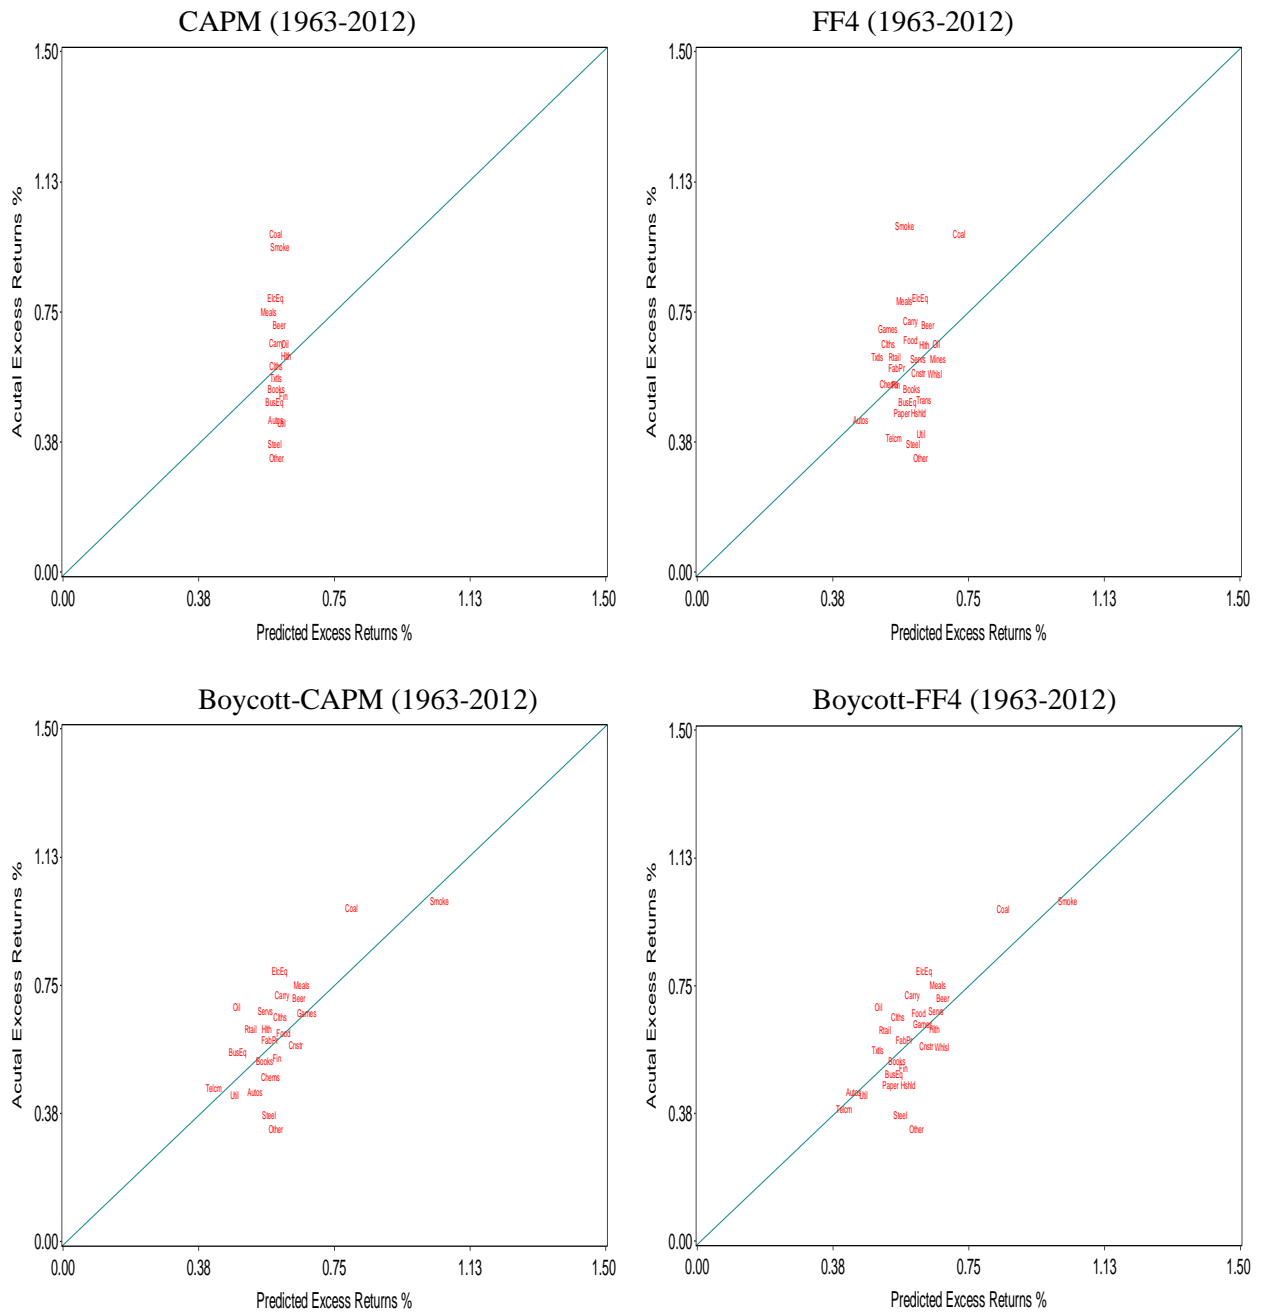 CAPM (1963-2012)
1.50
1.13
0.75
0.38
0.00
Acutal Excess Returns %
Coal
Smoke
ElcEq
Meals
Beer
Carry
Oil
Hlth
Clths
Txtls
Books
Fin
BusEq
Autos
Util
Steel
Other
0.00 0.38 0.75 1.13 1.50
Predicted Excess Returns %
FF4 (1963-2012)
1.50
1.13
0.75
0.38
0.00
Acutal Excess Returns %
Smoke
Coal
ElcEq
Meals
Carry
Beer
Games
Food
Clths
Hlth
Oil
Txtls
Rtail
Servs
Mines
FabPr
Cnstr
Whlsl
Chems
Fin
Books
BusEq
Trans
Paper
Hshld
Autos
Util
Telcm
Steel
Other
0.00 0.38 0.75 1.13 1.50
Predicted Excess Returns %
Boycott-CAPM (1963-2012)
1.50
1.13
0.75
0.38
0.00
Acutal Excess Returns %
Smoke
Coal
ElcEq
Meals
Carry
Beer
Oil
Servs
Games
Clths
Rtail
Hlth
Food
FabPr
Cnstr
BusEq
Books
Fin
Chems
Telcm
Util
Autos
Steel
Other
0.00 0.38 0.75 1.13 1.50
Predicted Excess Returns %
Boycott-FF4 (1963-2012)
1.50
1.13
0.75
0.38
0.00
Acutal Excess Returns %
Smoke
Coal
ElcEq
Meals
Carry
Beer
Oil
Food
Servs
Clths
Games
Rtail
Hlth
FabPr
Txtls
Cnstr
Whlsl
Books
Fin
BusEq
Paper
Hshld
Autos
Util
Telcm
Steel
Other
0.00 0.38 0.75 1.13 1.50
Predicted Excess Returns %